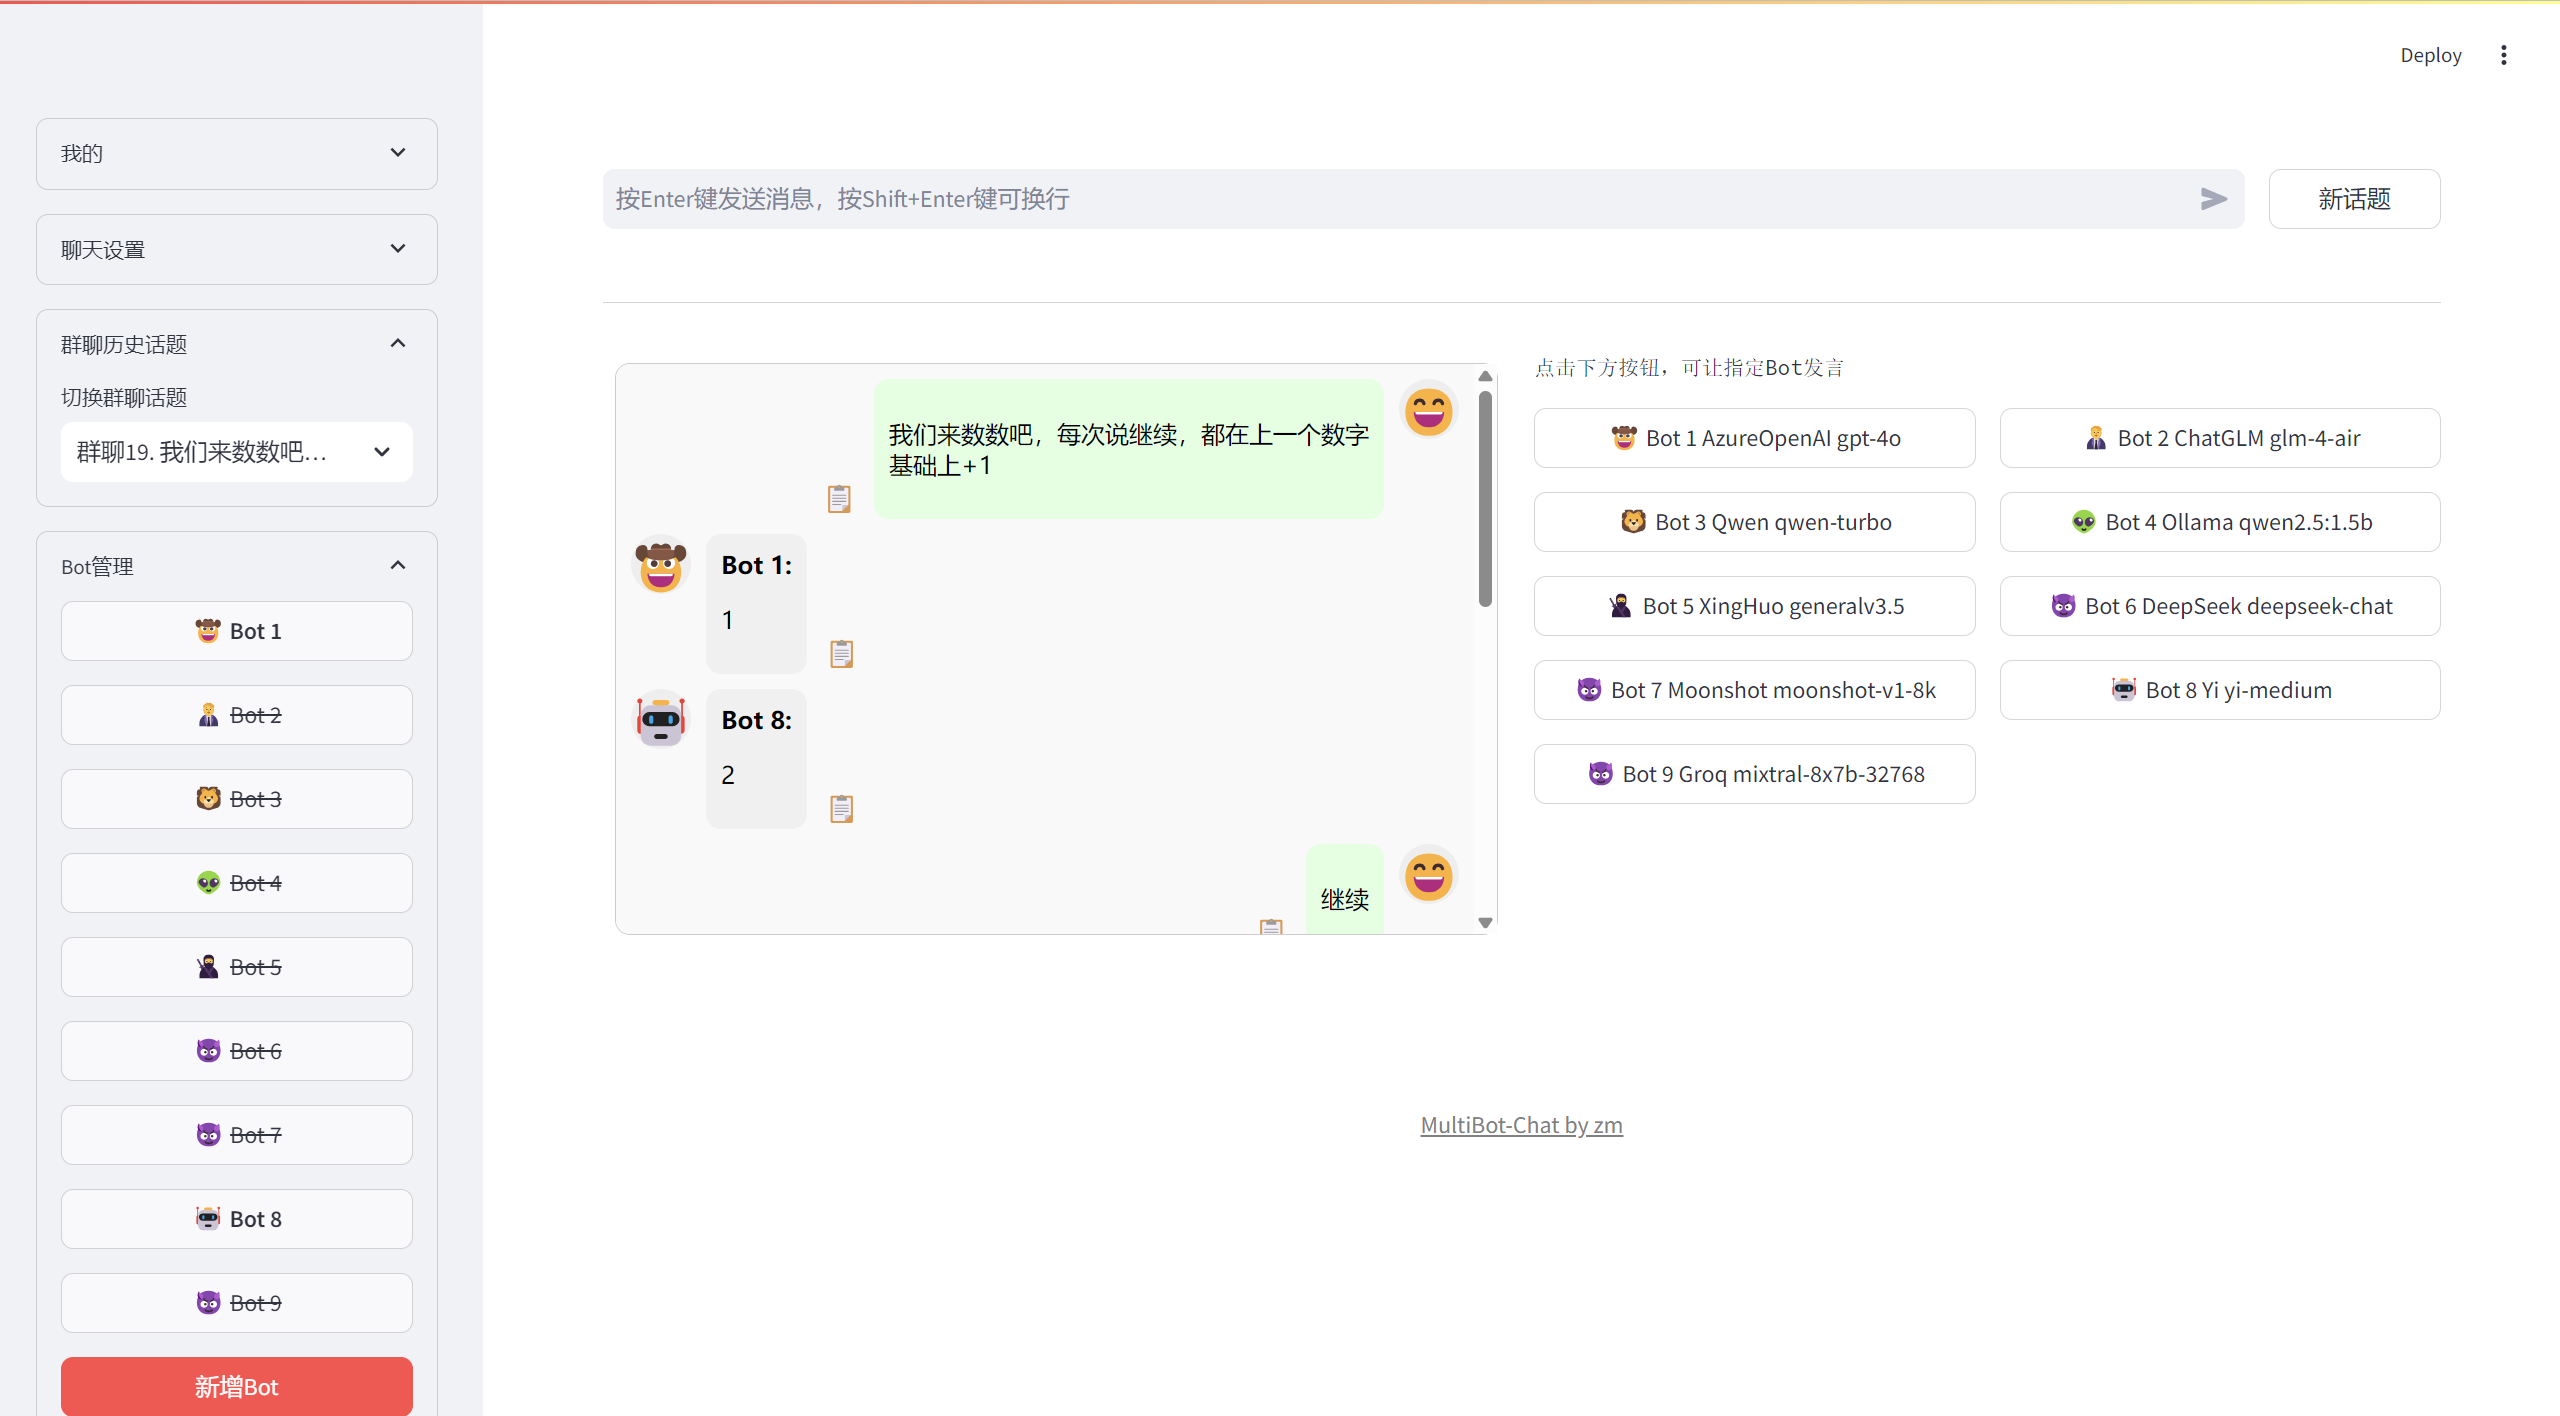 Deploy
我的
聊天设置
群聊历史话题
切换群聊话题
群聊19. 我们来数数吧...
Bot管理
Bot 1
Bot 2
Bot 3
Bot 4
Bot 5
Bot 6
Bot 7
Bot 8
Bot 9
新增Bot
按Enter键发送消息，按Shift+Enter键可换行
新话题
我们来数数吧，每次说继续，都在上一个数字
基础上+1
Bot 1:
1
Bot 8:
2
继续
点击下方按钮，可让指定Bot发言
Bot 1 AzureOpenAI gpt-4o
Bot 2 ChatGLM glm-4-air
Bot 3 Qwen qwen-turbo
Bot 4 Ollama qwen2.5:1.5b
Bot 5 XingHuo generalv3.5
Bot 6 DeepSeek deepseek-chat
Bot 7 Moonshot moonshot-v1-8k
Bot 8 Yi yi-medium
Bot 9 Groq mixtral-8x7b-32768
MultiBot-Chat by zm